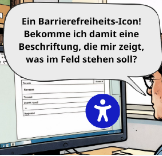 Ein Barrierefreiheits-Icon!
Bekomme ich damit eine
Beschriftung, die mir zeigt,
was im Feld stehen soll?